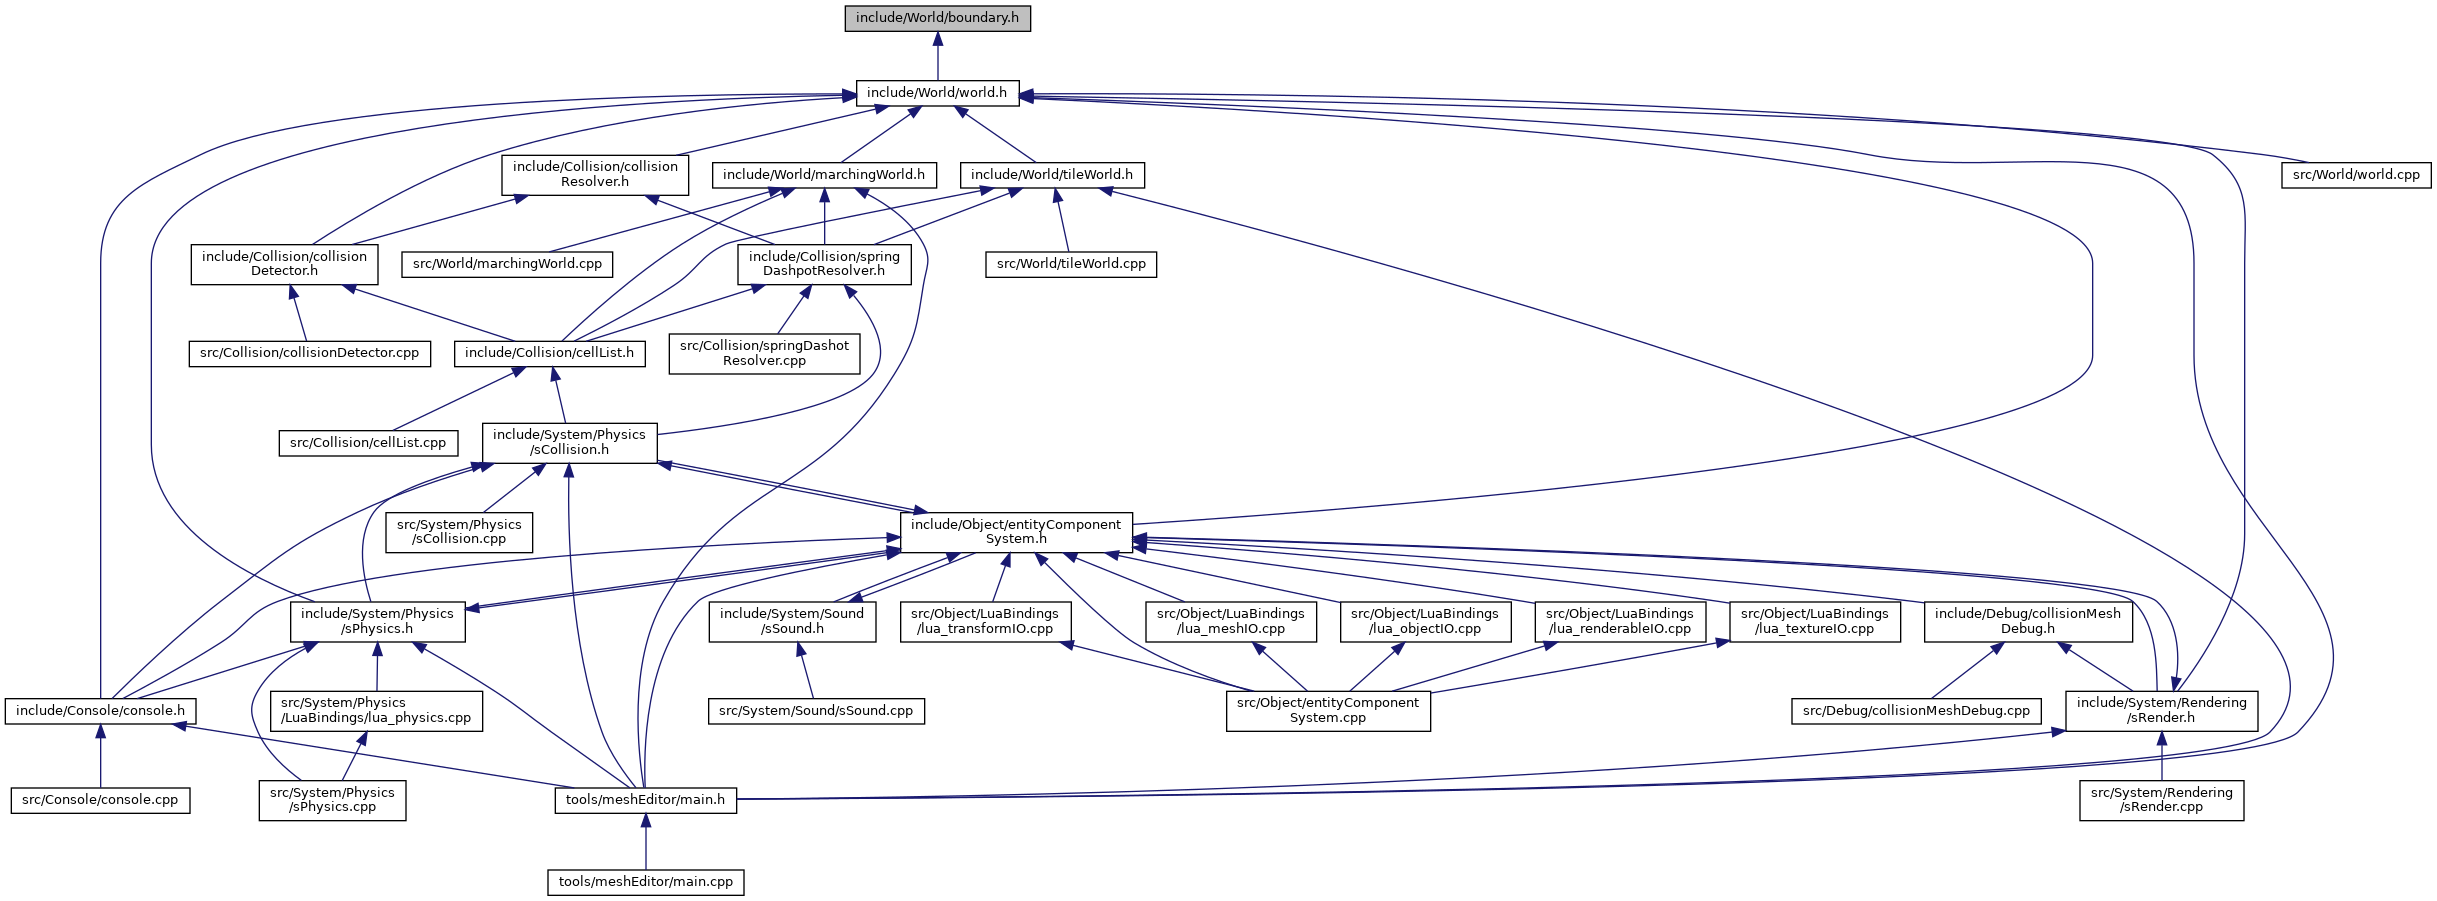 include/World/boundary.h
include/World/world.h
include/Collision/collision
Resolver.h
include/World/marchingWorld.h
include/World/tileWorld.h
src/World/world.cpp
include/Collision/collision
Detector.h
src/World/marchingWorld.cpp
include/Collision/spring
DashpotResolver.h
src/World/tileWorld.cpp
src/Collision/collisionDetector.cpp
include/Collision/cellList.h
src/Collision/springDashot
Resolver.cpp
src/Collision/cellList.cpp
include/System/Physics
/sCollision.h
src/System/Physics
/sCollision.cpp
include/Object/entityComponent
System.h
include/System/Physics
/sPhysics.h
include/System/Sound
/sSound.h
src/Object/LuaBindings
/lua_transformIO.cpp
src/Object/LuaBindings
/lua_meshIO.cpp
src/Object/LuaBindings
/lua_objectIO.cpp
src/Object/LuaBindings
/lua_renderableIO.cpp
src/Object/LuaBindings
/lua_textureIO.cpp
include/Debug/collisionMesh
Debug.h
include/Console/console.h
src/System/Physics
/LuaBindings/lua_physics.cpp
src/System/Sound/sSound.cpp
src/Object/entityComponent
System.cpp
src/Debug/collisionMeshDebug.cpp
include/System/Rendering
/sRender.h
src/Console/console.cpp
src/System/Physics
/sPhysics.cpp
tools/meshEditor/main.h
src/System/Rendering
/sRender.cpp
tools/meshEditor/main.cpp